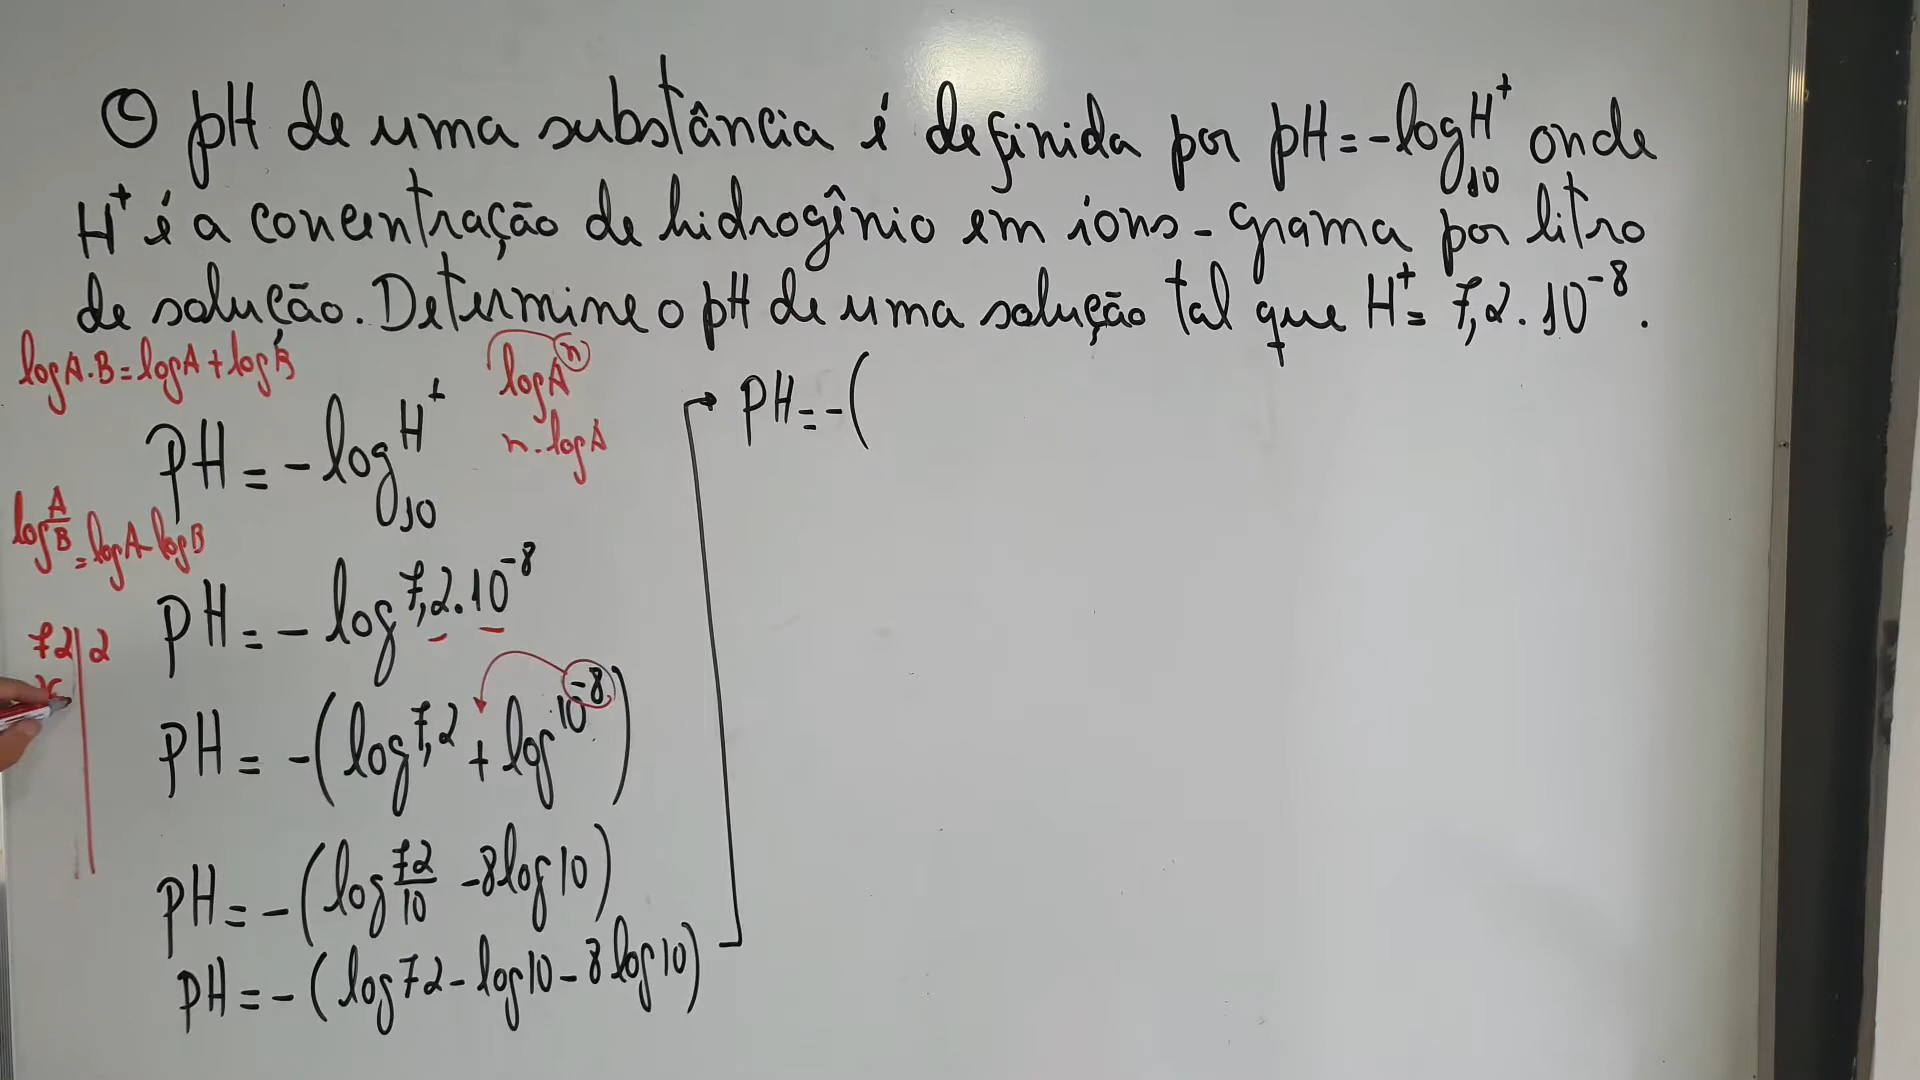 O pH de uma substância é definida por pH = -log₁₀ H⁺ onde
H⁺ é a concentração de hidrogênio em íons-grama por litro
de solução. Determine o pH de uma solução tal que H⁺ = 7,2 . 10⁻⁸.
log A.B = log A + log B
log Aⁿ
n. log A
PH = - log₁₀ H⁺
log A/B = log A - log B
PH = - log 7,2 . 10⁻⁸
PH = -(log 7,2 + log 10⁻⁸)
72 | 2
PH = -(log 72/10 - 8 log 10)
PH = -(log 72 - log 10 - 8 log 10)
PH = -(